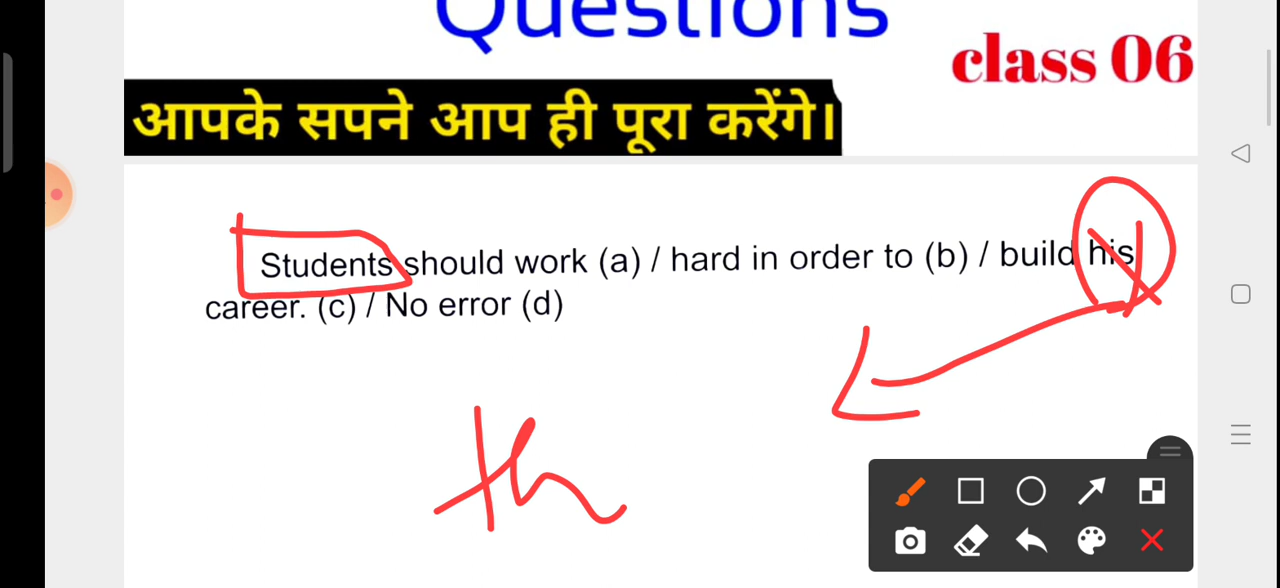 Questions
class 06
आपके सपने आप ही पूरा करेंगे।
Students should work (a) / hard in order to (b) / build his
career. (c) / No error (d)
th